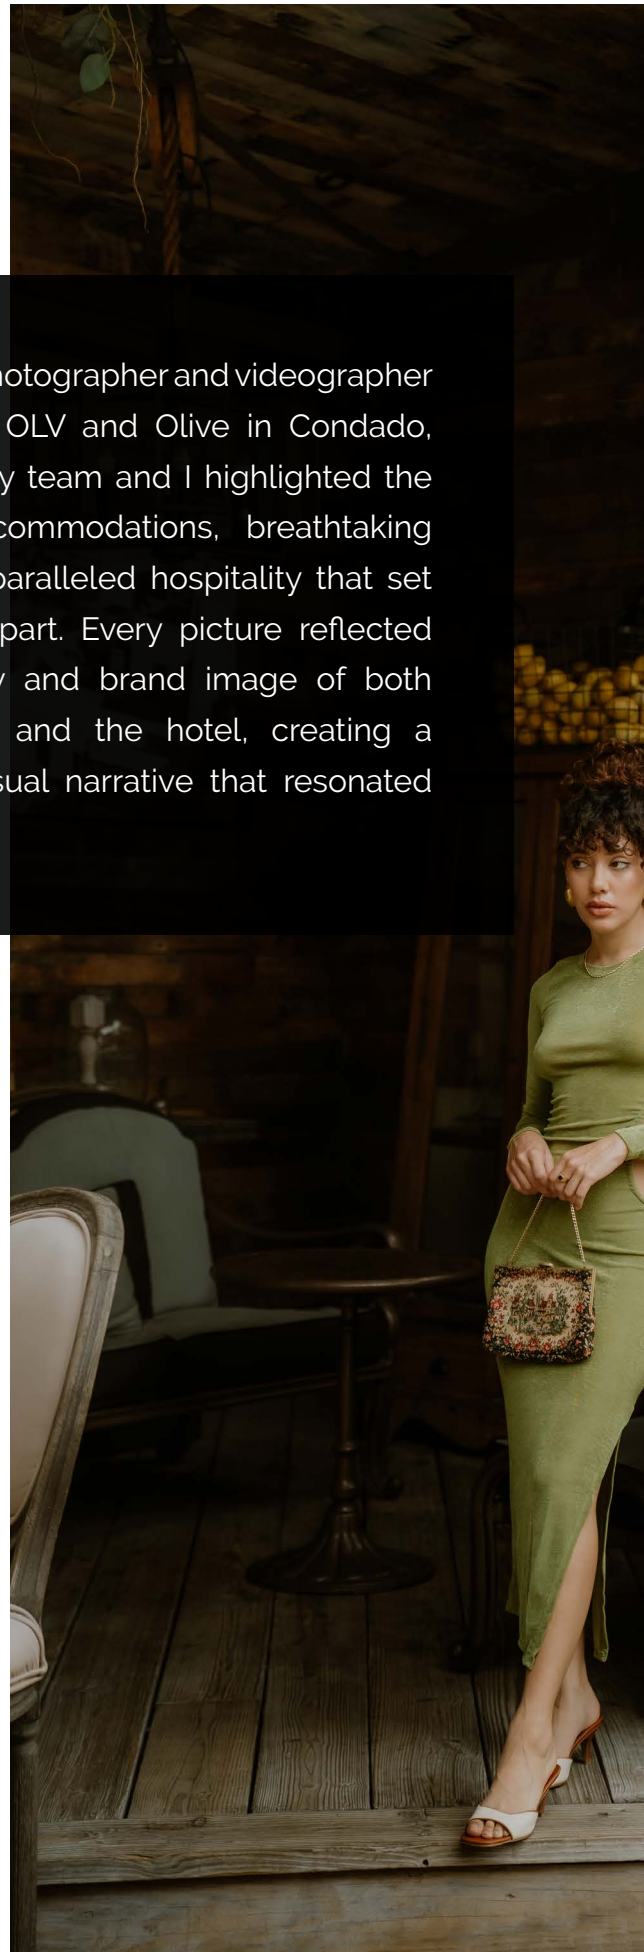 hotographer and videographer
OLV and Olive in Condado,
y team and I highlighted the
commodations, breathtaking
paralleled hospitality that set
part. Every picture reflected
y and brand image of both
and the hotel, creating a
sual narrative that resonated